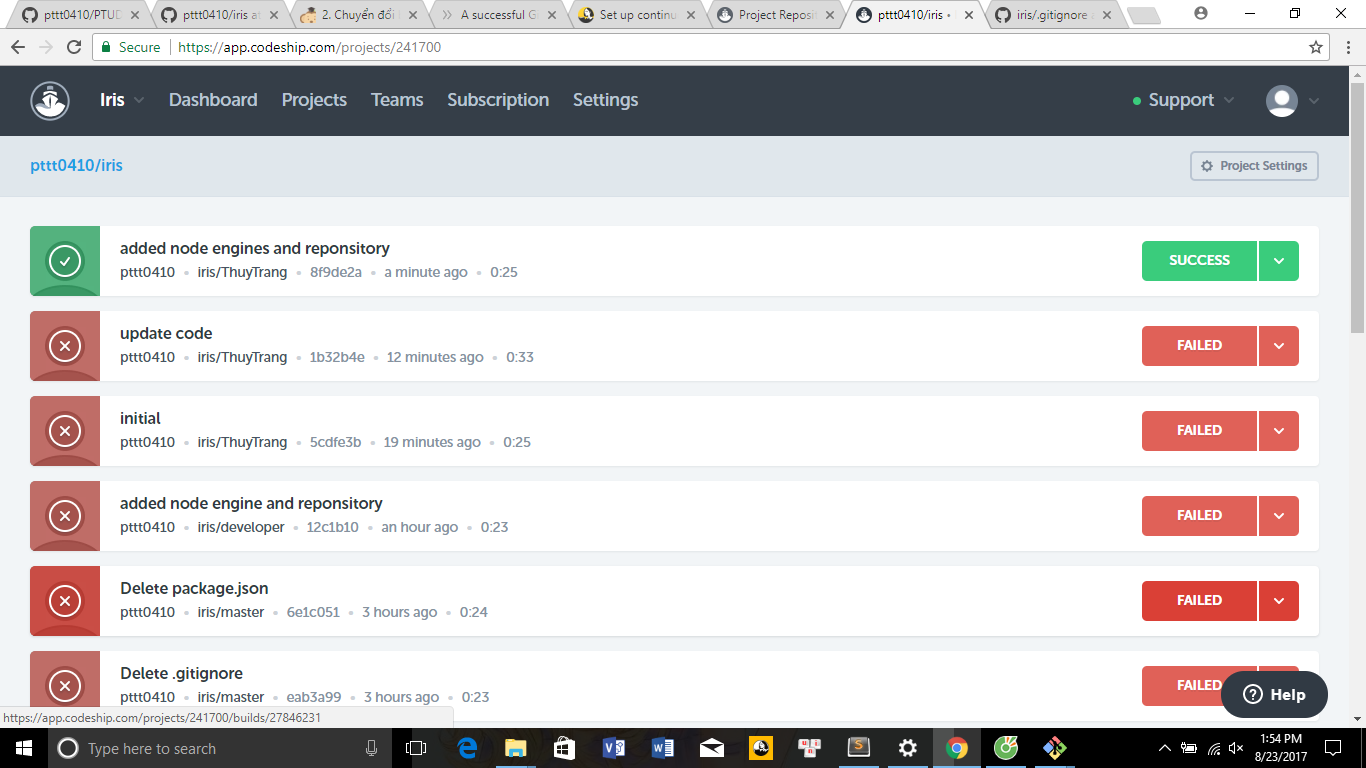 pttt0410/PTUD
pttt0410/iris at
2. Chuyển đổi
A successful G
Set up continu
Project Reposit
pttt0410/iris •
iris/.gitignore
Secure https://app.codeship.com/projects/241700
Iris Dashboard Projects Teams Subscription Settings Support
pttt0410/iris Project Settings
added node engines and reponsitory
pttt0410 • iris/ThuyTrang • 8f9de2a • a minute ago • 0:25
SUCCESS
update code
pttt0410 • iris/ThuyTrang • 1b32b4e • 12 minutes ago • 0:33
FAILED
initial
pttt0410 • iris/ThuyTrang • 5cdfe3b • 19 minutes ago • 0:25
FAILED
added node engine and reponsitory
pttt0410 • iris/developer • 12c1b10 • an hour ago • 0:23
FAILED
Delete package.json
pttt0410 • iris/master • 6e1c051 • 3 hours ago • 0:24
FAILED
Delete .gitignore
pttt0410 • iris/master • eab3a99 • 3 hours ago • 0:23
FAILED
Help
https://app.codeship.com/projects/241700/builds/27846231
Type here to search
1:54 PM
8/23/2017